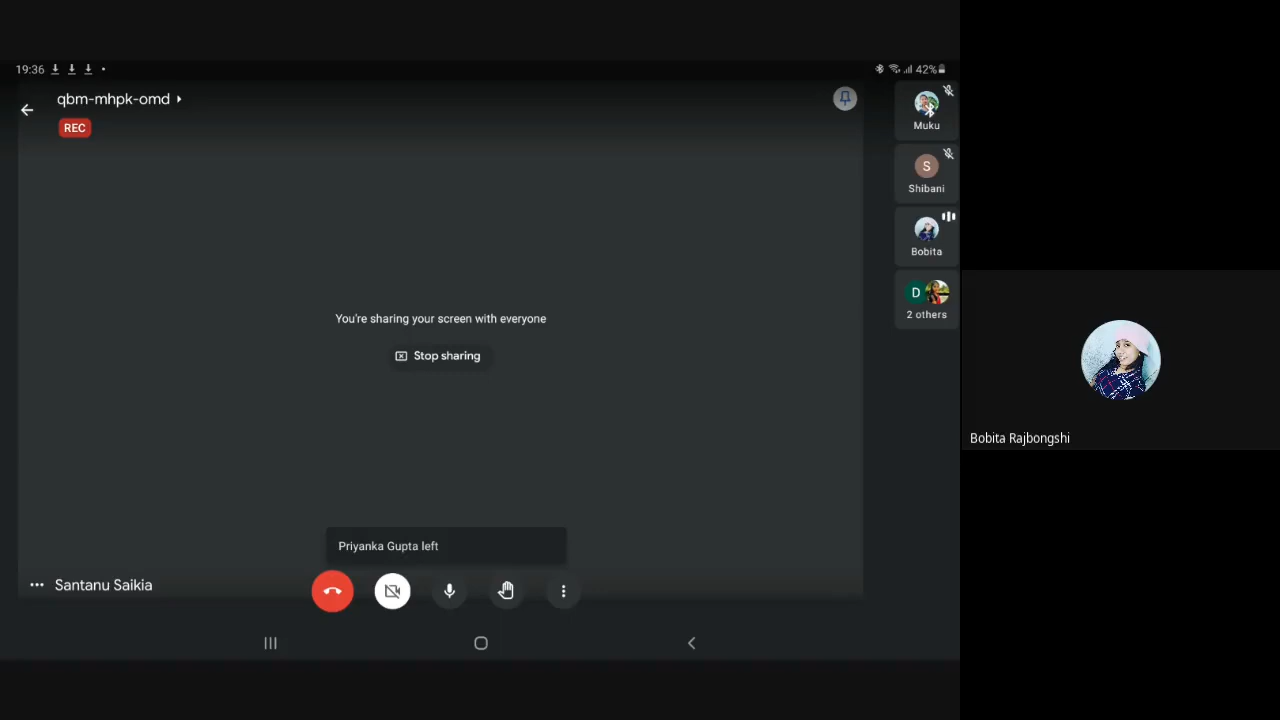 19:36
42%
qbm-mhpk-omd
REC
Muku
S
Shibani
Bobita
D
2 others
You're sharing your screen with everyone
Stop sharing
Bobita Rajbongshi
Priyanka Gupta left
Santanu Saikia